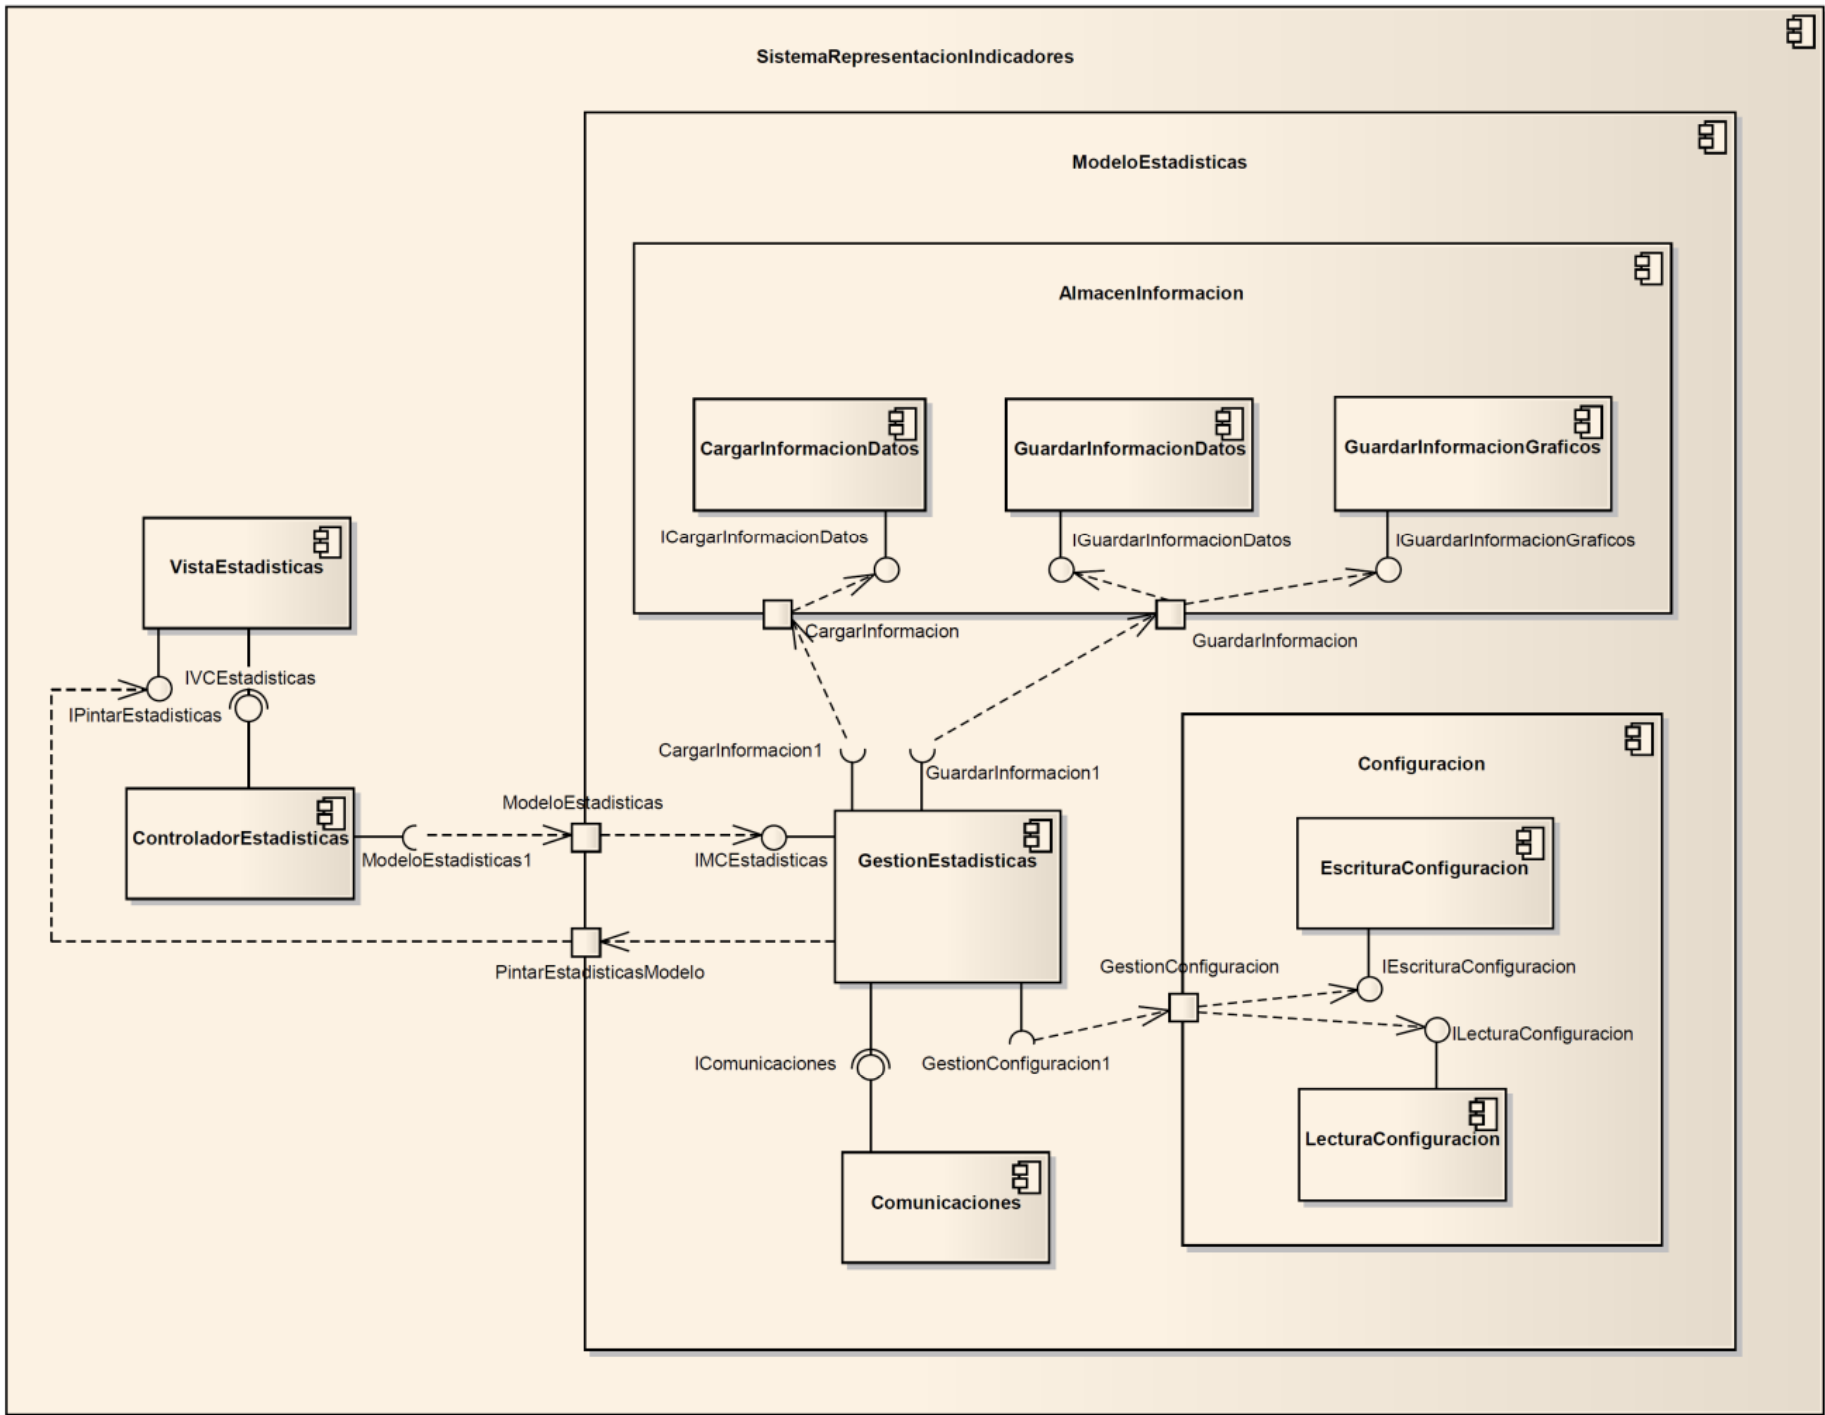 SistemaRepresentacionIndicadores
ModeloEstadisticas
AlmacenInformacion
CargarInformacionDatos
GuardarInformacionDatos
GuardarInformacionGraficos
ICargarInformacionDatos
IGuardarInformacionDatos
IGuardarInformacionGraficos
VistaEstadisticas
CargarInformacion
GuardarInformacion
IVCEstadisticas
IPintarEstadisticas
CargarInformacion1
GuardarInformacion1
Configuracion
ModeloEstadisticas
ControladorEstadisticas
ModeloEstadisticas1
IMCEstadisticas
GestionEstadisticas
EscrituraConfiguracion
PintarEstadisticasModelo
GestionConfiguracion
IEscrituraConfiguracion
ILecturaConfiguracion
IComunicaciones
GestionConfiguracion1
LecturaConfiguracion
Comunicaciones